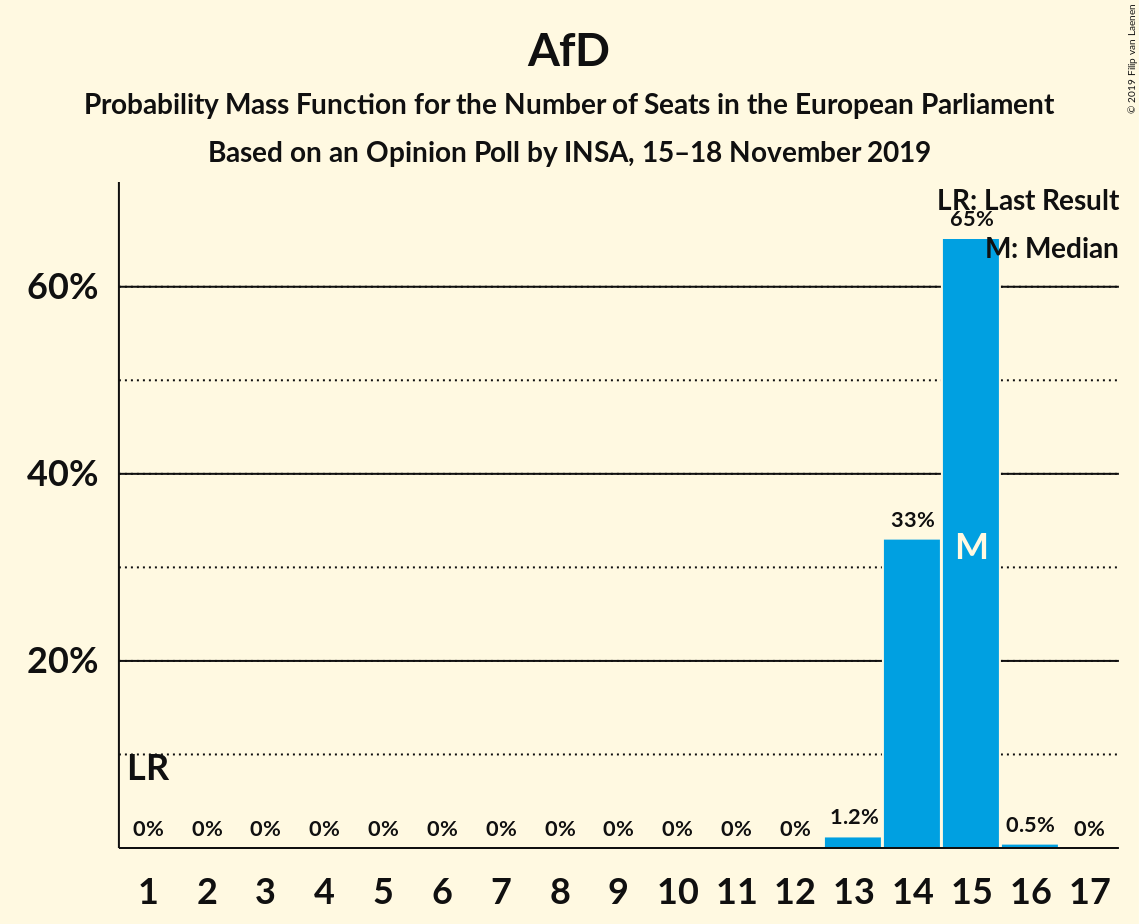 AfD
Probability Mass Function for the Number of Seats in the European Parliament
Based on an Opinion Poll by INSA, 15–18 November 2019
© 2019 Filip van Laenen
LR: Last Result
M: Median
65%
60%
40%
33%
M
20%
LR
0% 0% 0% 0% 0% 0% 0% 0% 0% 0% 0% 0% 1.2% 0.5% 0%
1 2 3 4 5 6 7 8 9 10 11 12 13 14 15 16 17